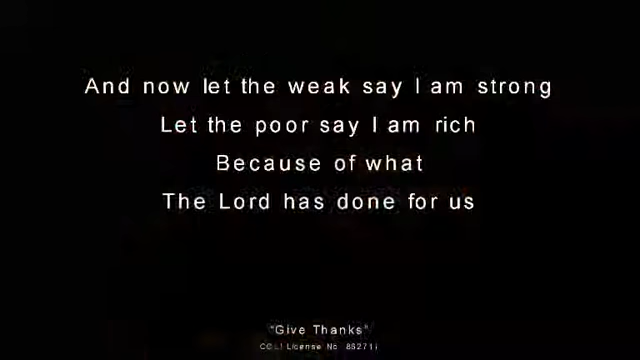 And now let the weak say I am strong
Let the poor say I am rich
Because of what
The Lord has done for us
"Give Thanks"
License No.